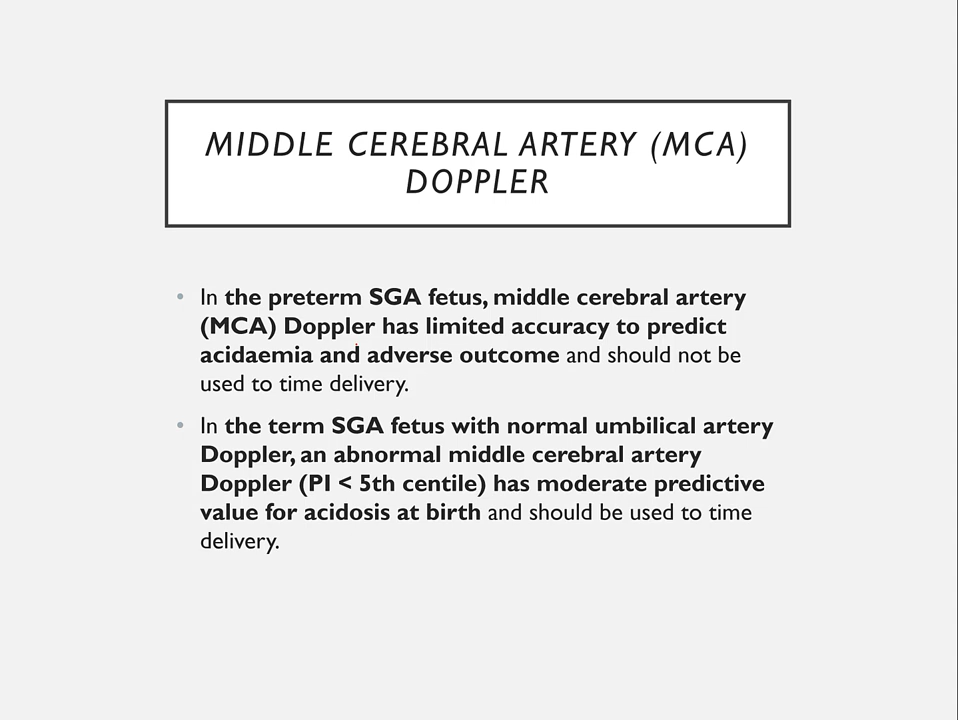 MIDDLE CEREBRAL ARTERY (MCA)
DOPPLER
• In the preterm SGA fetus, middle cerebral artery
(MCA) Doppler has limited accuracy to predict
acidaemia and adverse outcome and should not be
used to time delivery.
• In the term SGA fetus with normal umbilical artery
Doppler, an abnormal middle cerebral artery
Doppler (PI < 5th centile) has moderate predictive
value for acidosis at birth and should be used to time
delivery.